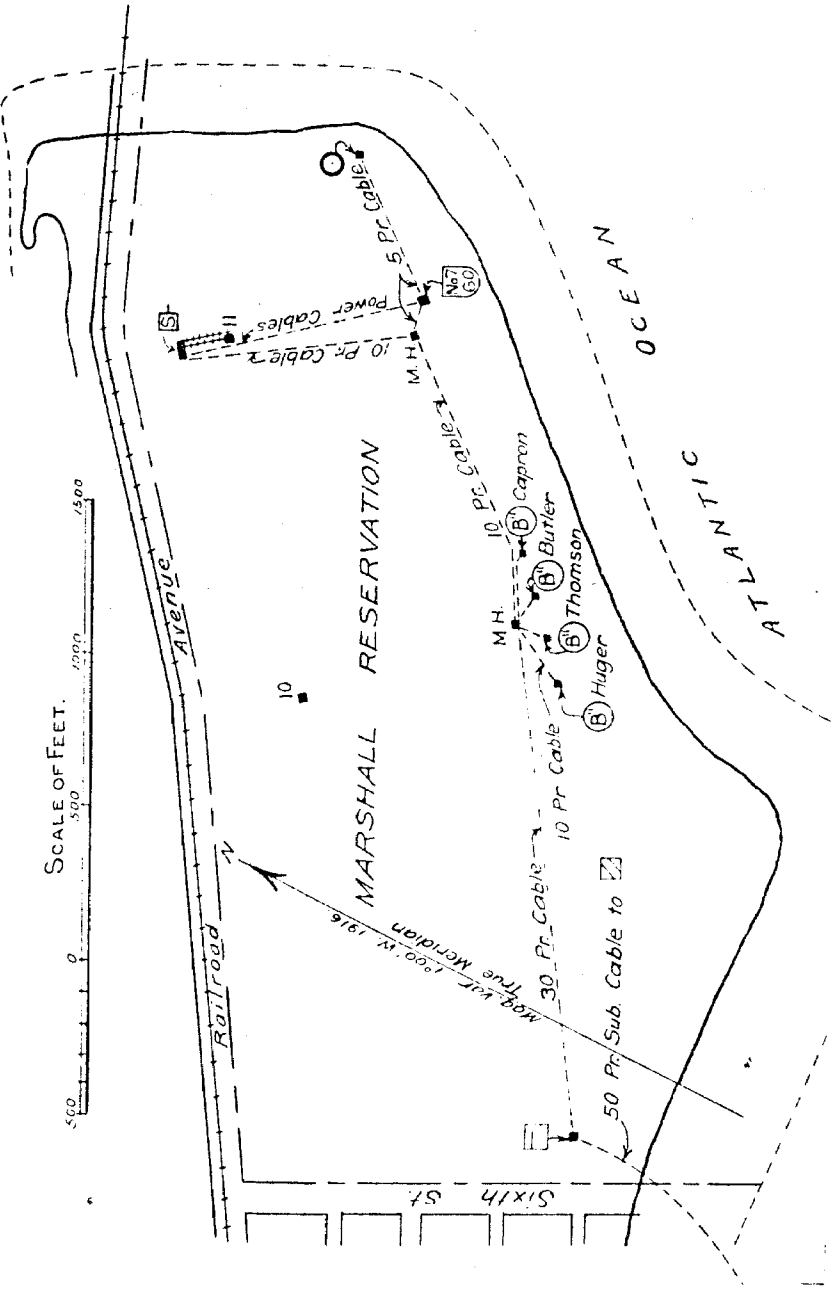 SCALE OF FEET.
500 0 500 1000 1500
Railroad Avenue
MARSHALL RESERVATION
N
Mag. Var. 1°00' W. 1916
True Meridian
10
S
11
Power Cables
10 Pr. Cable
5 Pr. Cable
No7
60
M.H.
10 Pr. Cable
M.H.
B" Capron
B" Butler
B" Thomson
B" Huger
10 Pr Cable
30 Pr. Cable
50 Pr. Sub. Cable to
Sixth St.
ATLANTIC OCEAN